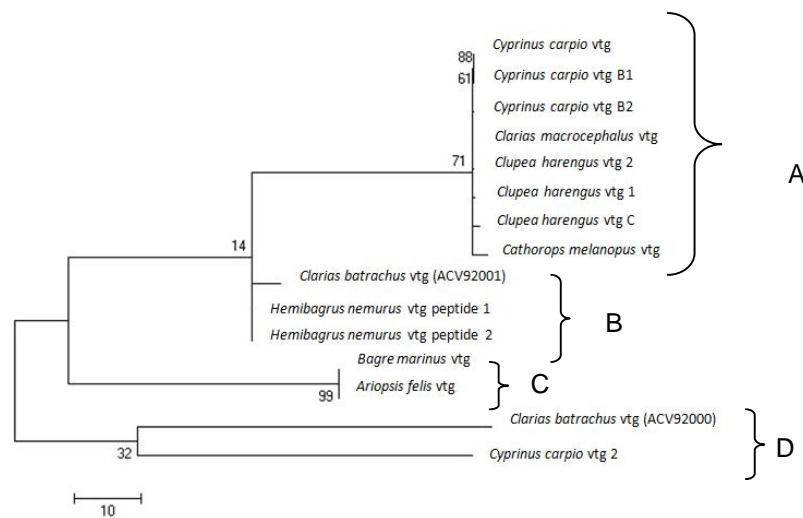 Cyprinus carpio vtg
88
Cyprinus carpio vtg B1
61
Cyprinus carpio vtg B2
Clarias macrocephalus vtg
71
Clupea harengus vtg 2
A
Clupea harengus vtg 1
Clupea harengus vtg C
14
Cathorops melanopus vtg
Clarias batrachus vtg (ACV92001)
Hemibagrus nemurus vtg peptide 1
B
Hemibagrus nemurus vtg peptide 2
Bagre marinus vtg
Ariopsis felis vtg
C
99
Clarias batrachus vtg (ACV92000)
D
32
Cyprinus carpio vtg 2
10